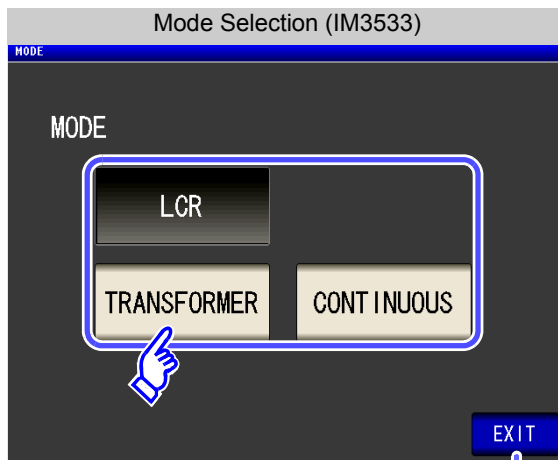 Mode Selection (IM3533)
MODE
MODE
LCR
TRANSFORMER CONTINUOUS
EXIT